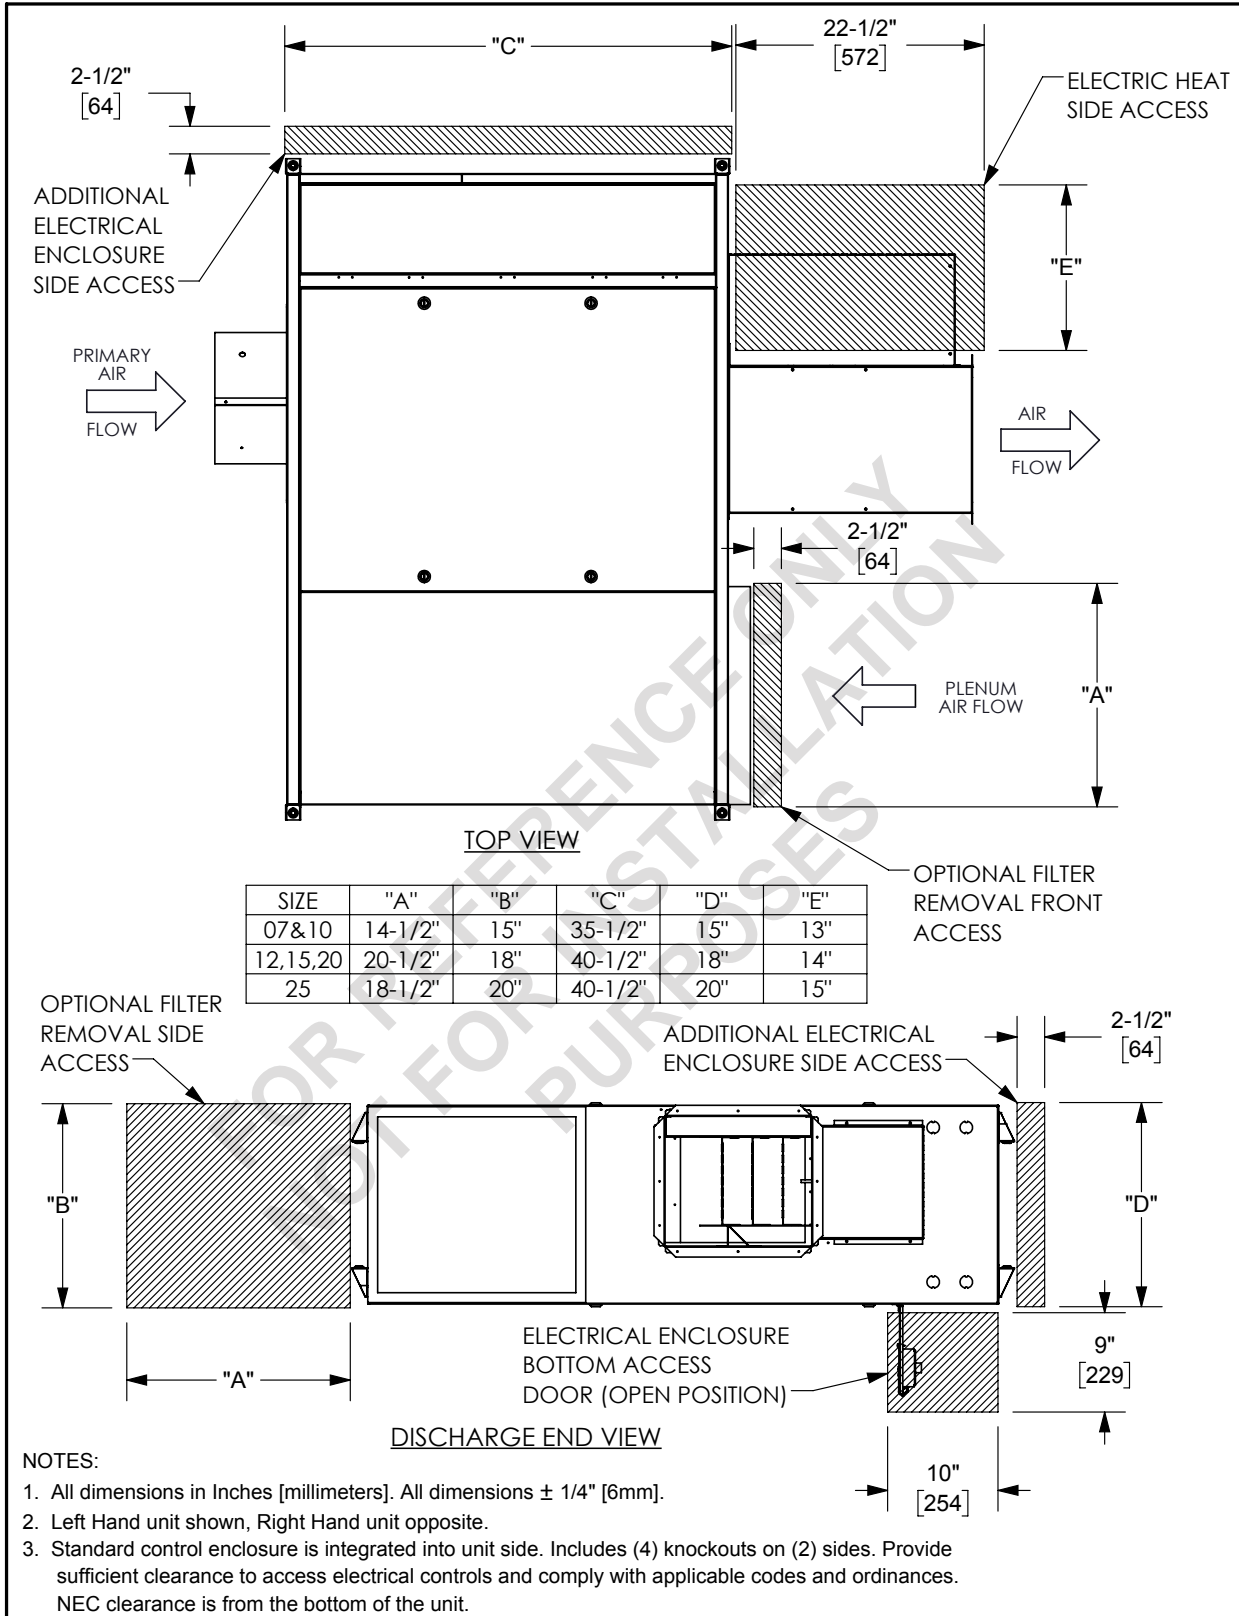 "C"
22-1/2"
[572]
2-1/2"
[64]
ELECTRIC HEAT
SIDE ACCESS
ADDITIONAL
ELECTRICAL
ENCLOSURE
SIDE ACCESS
"E"
PRIMARY
AIR
FLOW
AIR
FLOW
2-1/2"
[64]
PLENUM
AIR FLOW
"A"
TOP VIEW
OPTIONAL FILTER
REMOVAL FRONT
ACCESS
SIZE "A" "B" "C" "D" "E"
07&10 14-1/2" 15" 35-1/2" 15" 13"
12,15,20 20-1/2" 18" 40-1/2" 18" 14"
25 18-1/2" 20" 40-1/2" 20" 15"
FOR REFERENCE ONLY
NOT FOR INSTALLATION
PURPOSES
OPTIONAL FILTER
REMOVAL SIDE
ACCESS
ADDITIONAL ELECTRICAL
ENCLOSURE SIDE ACCESS
2-1/2"
[64]
"B"
"D"
"A"
ELECTRICAL ENCLOSURE
BOTTOM ACCESS
DOOR (OPEN POSITION)
9"
[229]
DISCHARGE END VIEW
10"
[254]
NOTES:
1. All dimensions in Inches [millimeters]. All dimensions ± 1/4" [6mm].
2. Left Hand unit shown, Right Hand unit opposite.
3. Standard control enclosure is integrated into unit side. Includes (4) knockouts on (2) sides. Provide
sufficient clearance to access electrical controls and comply with applicable codes and ordinances.
NEC clearance is from the bottom of the unit.